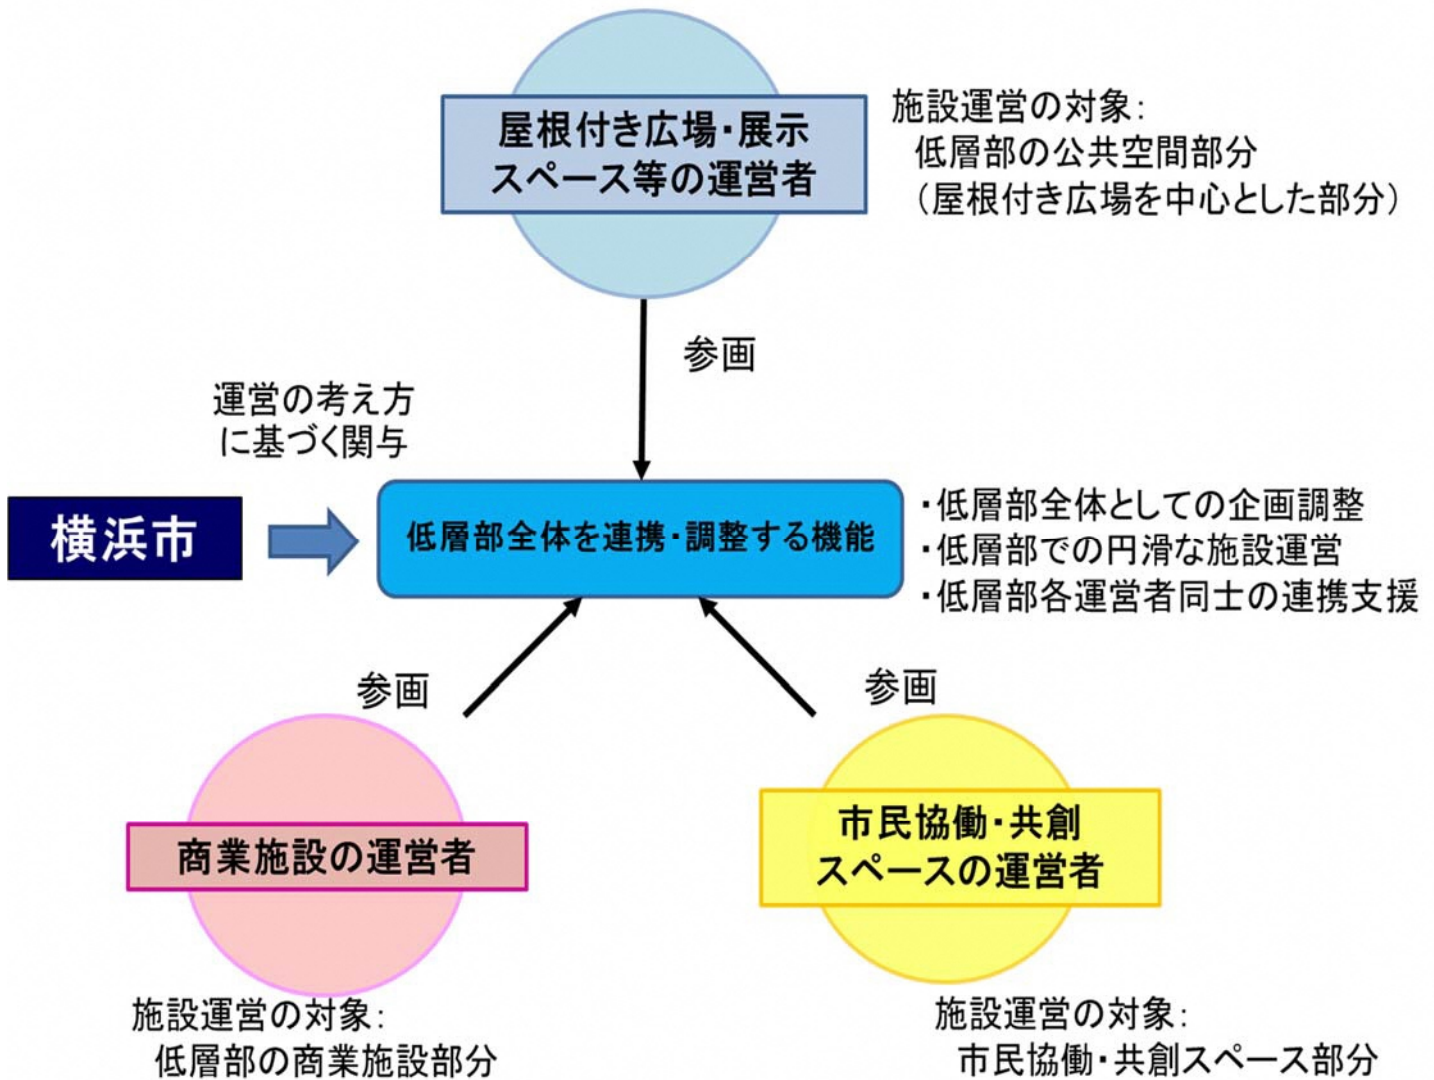 屋根付き広場・展示
スペース等の運営者
施設運営の対象：
低層部の公共空間部分
（屋根付き広場を中心とした部分）
参画
運営の考え方
に基づく関与
横浜市
低層部全体を連携・調整する機能
・低層部全体としての企画調整
・低層部での円滑な施設運営
・低層部各運営者同士の連携支援
参画
参画
商業施設の運営者
市民協働・共創
スペースの運営者
施設運営の対象：
低層部の商業施設部分
施設運営の対象：
市民協働・共創スペース部分